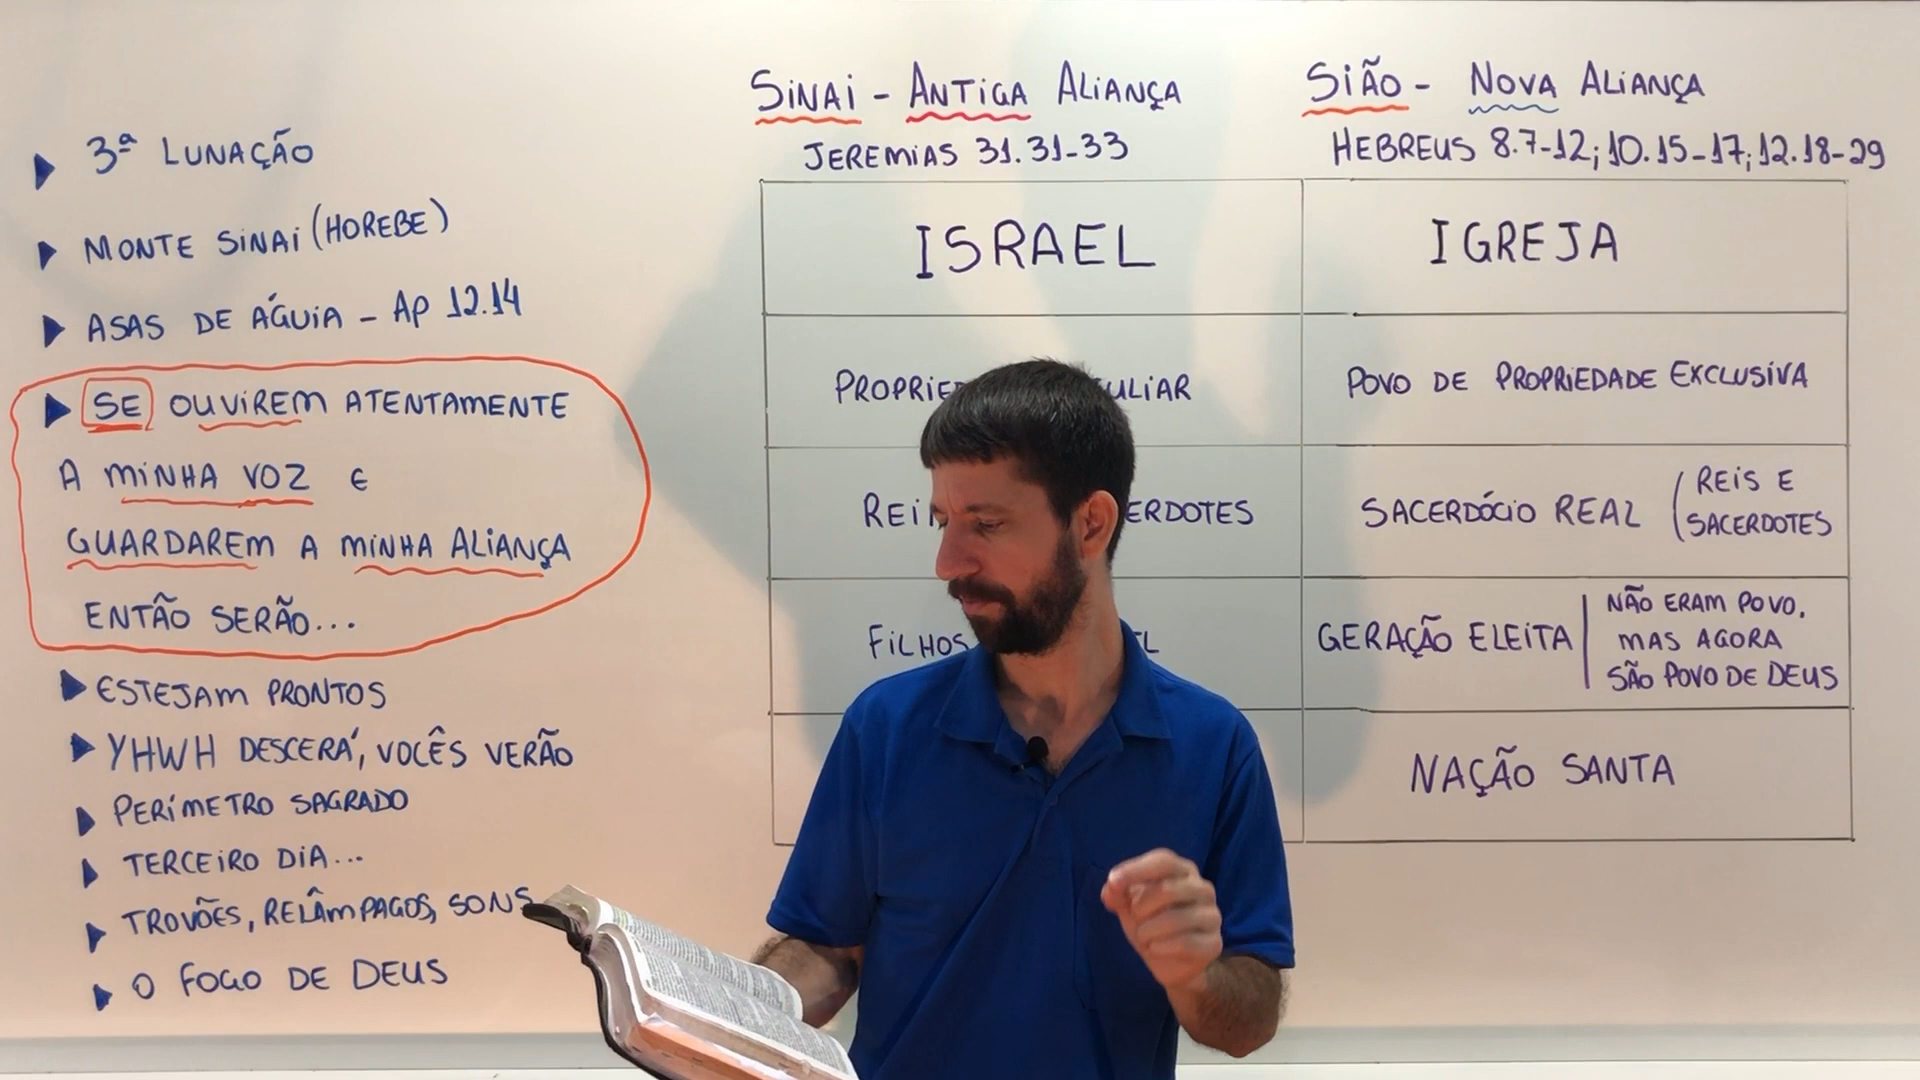 ▶ 3ª LUNAÇÃO
▶ MONTE SINAI (HOREBE)
▶ ASAS DE ÁGUIA - AP 12.14
▶ SE OUVIREM ATENTAMENTE
A MINHA VOZ E
GUARDAREM A MINHA ALIANÇA
ENTÃO SERÃO...
▶ ESTEJAM PRONTOS
▶ YHWH DESCERÁ, VOCÊS VERÃO
▶ PERÍMETRO SAGRADO
▶ TERCEIRO DIA...
▶ TROVÕES, RELÂMPAGOS, SONS
▶ O FOGO DE DEUS
SINAI - ANTIGA ALIANÇA
JEREMIAS 31.31-33
ISRAEL
FILHOS
SIÃO - NOVA ALIANÇA
HEBREUS 8.7-12; 10.15-17; 12.18-29
IGREJA
POVO DE PROPRIEDADE EXCLUSIVA
SACERDÓCIO REAL (REIS E
SACERDOTES
GERAÇÃO ELEITA | NÃO ERAM POVO,
MAS AGORA
SÃO POVO DE DEUS
NAÇÃO SANTA